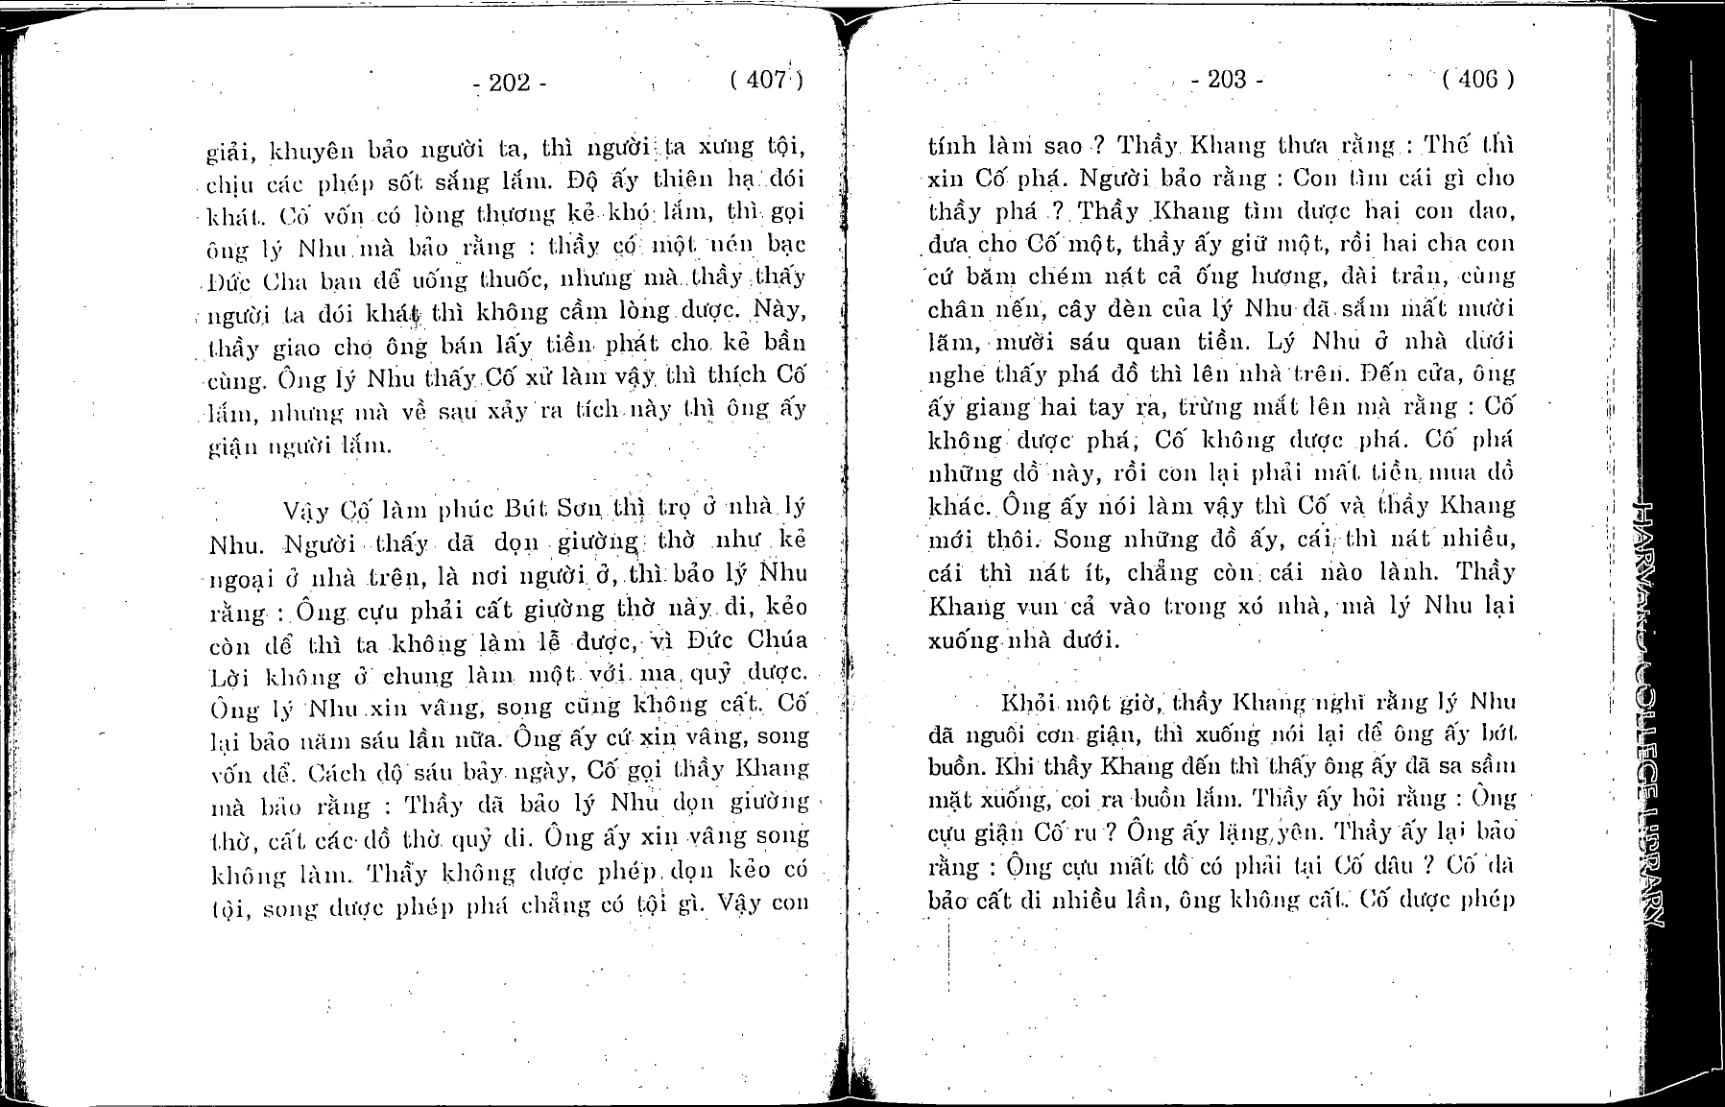 - 202 -
( 407 )
giải, khuyên bảo người ta, thì người ta xưng tội,
chịu các phép sốt sắng lắm. Độ ấy thiên hạ đói
khát. Cố vốn có lòng thương kẻ khó lắm, thì gọi
ông lý Nhu mà bảo rằng : thầy có một nén bạc
Đức Cha ban để uống thuốc, nhưng mà thầy thấy
người ta đói khát thì không cầm lòng được. Này,
thầy giao cho ông bán lấy tiền phát cho kẻ bần
cùng. Ông lý Nhu thấy Cố xử làm vậy thì thích Cố
lắm, nhưng mà về sau xảy ra tích này thì ông ấy
giận người lắm.
Vậy Cố làm phúc Bút Sơn thì trọ ở nhà lý
Nhu. Người thấy đã dọn giường thờ như kẻ
ngoại ở nhà trên, là nơi người ở, thì bảo lý Nhu
rằng : Ông cựu phải cất giường thờ này đi, kẻo
còn để thì ta không làm lễ được, vì Đức Chúa
Lời không ở chung làm một với ma quỷ được.
Ông lý Nhu xin vâng, song cũng không cất. Cố
lại bảo năm sáu lần nữa. Ông ấy cứ xin vâng, song
vốn để. Cách độ sáu bảy ngày, Cố gọi thầy Khang
mà bảo rằng : Thầy đã bảo lý Nhu dọn giường
thờ, cất các đồ thờ quỷ đi. Ông ấy xin vâng song
không làm. Thầy không được phép dọn kẻo có
tội, song được phép phá chẳng có tội gì. Vậy con
- 203 -
( 406 )
tính làm sao ? Thầy Khang thưa rằng : Thế thì
xin Cố phá. Người bảo rằng : Con tìm cái gì cho
thầy phá ? Thầy Khang tìm được hai con dao,
đưa cho Cố một, thầy ấy giữ một, rồi hai cha con
cứ băm chém nát cả ống hương, đài trản, cùng
chân nến, cây đèn của lý Nhu đã sắm mất mười
lăm, mười sáu quan tiền. Lý Nhu ở nhà dưới
nghe thấy phá đồ thì lên nhà trên. Đến cửa, ông
ấy giang hai tay ra, trừng mắt lên mà rằng : Cố
không được phá, Cố không được phá. Cố phá
những đồ này, rồi con lại phải mất tiền mua đồ
khác. Ông ấy nói làm vậy thì Cố và thầy Khang
mới thôi. Song những đồ ấy, cái thì nát nhiều,
cái thì nát ít, chẳng còn cái nào lành. Thầy
Khang vun cả vào trong xó nhà, mà lý Nhu lại
xuống nhà dưới.
Khỏi một giờ, thầy Khang nghĩ rằng lý Nhu
đã nguôi cơn giận, thì xuống nói lại để ông ấy bớt
buồn. Khi thầy Khang đến thì thấy ông ấy đã sa sầm
mặt xuống, coi ra buồn lắm. Thầy ấy hỏi rằng : Ông
cựu giận Cố ru ? Ông ấy lặng yên. Thầy ấy lại bảo
rằng : Ông cựu mất đồ có phải tại Cố đâu ? Cố đã
bảo cất đi nhiều lần, ông không cất. Cố được phép
HARVARD COLLEGE LIBRARY